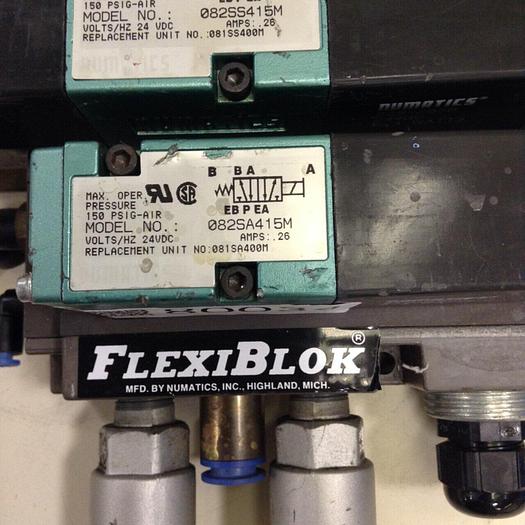 150 PSIG-AIR
MODEL NO.: 082SS415M
VOLTS/HZ 24 VDC AMPS:.26
REPLACEMENT UNIT NO.:081SS400M
NUMATICS
B B A A
MAX. OPER
PRESSURE
150 PSIG-AIR
EB P EA
MODEL NO.: 082SA415M
VOLTS/HZ 24VDC AMPS:.26
REPLACEMENT UNIT NO:081SA400M
FLEXIBLOK®
MFD. BY NUMATICS, INC., HIGHLAND, MICH.